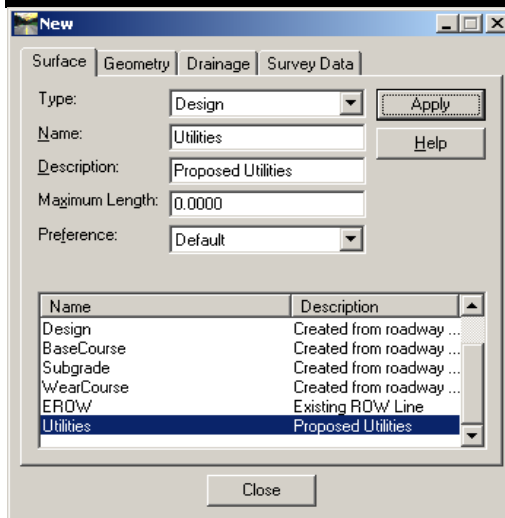 New
Surface Geometry Drainage Survey Data
Type: Design Apply
Name: Utilities Help
Description: Proposed Utilities
Maximum Length: 0.0000
Preference: Default
Name Description
Design Created from roadway ...
BaseCourse Created from roadway ...
Subgrade Created from roadway ...
WearCourse Created from roadway ...
EROW Existing ROW Line
Utilities Proposed Utilities
Close